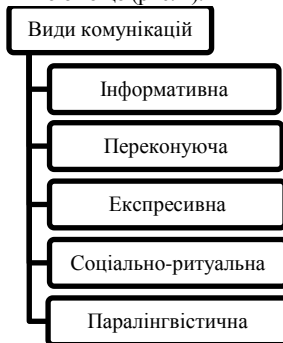 Види комунікацій
Інформативна
Переконуюча
Експресивна
Соціально-ритуальна
Паралінгвістична